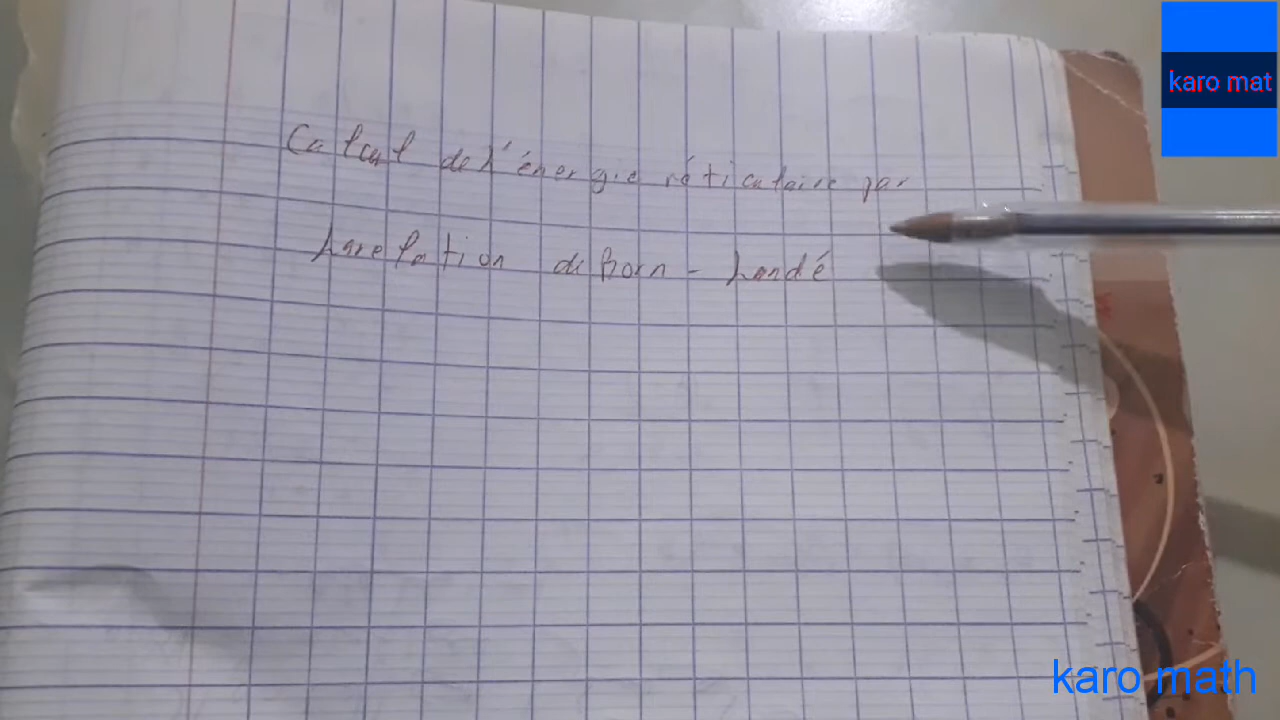 karo mat
Calcul de l'énergie réticulaire par
La relation de Born - Landé
karo math